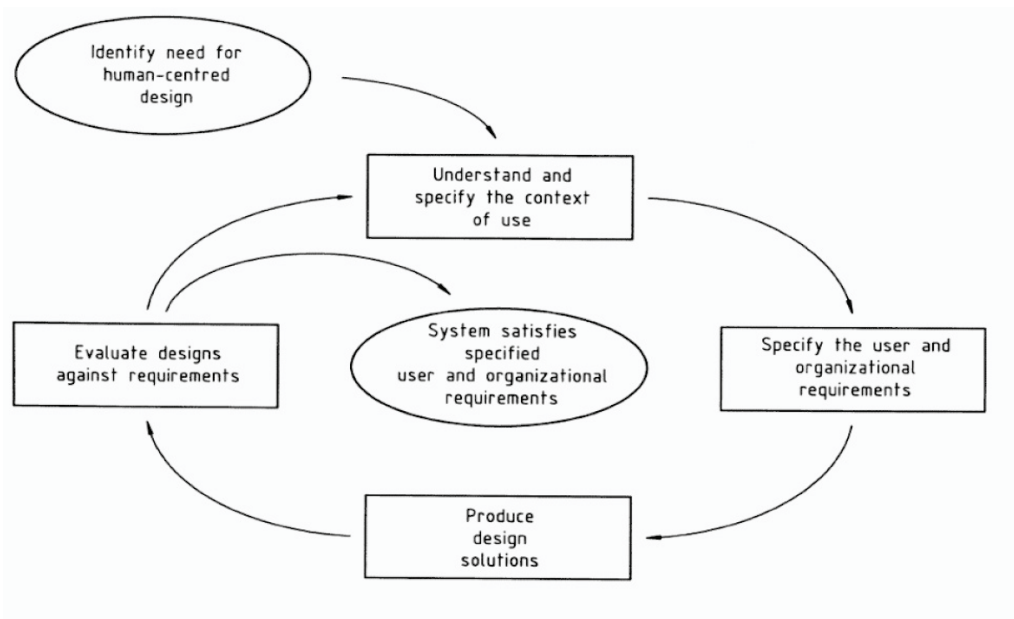 Identify need for
human-centred
design
Understand and
specify the context
of use
Specify the user and
organizational
requirements
Produce
design
solutions
Evaluate designs
against requirements
System satisfies
specified
user and organizational
requirements